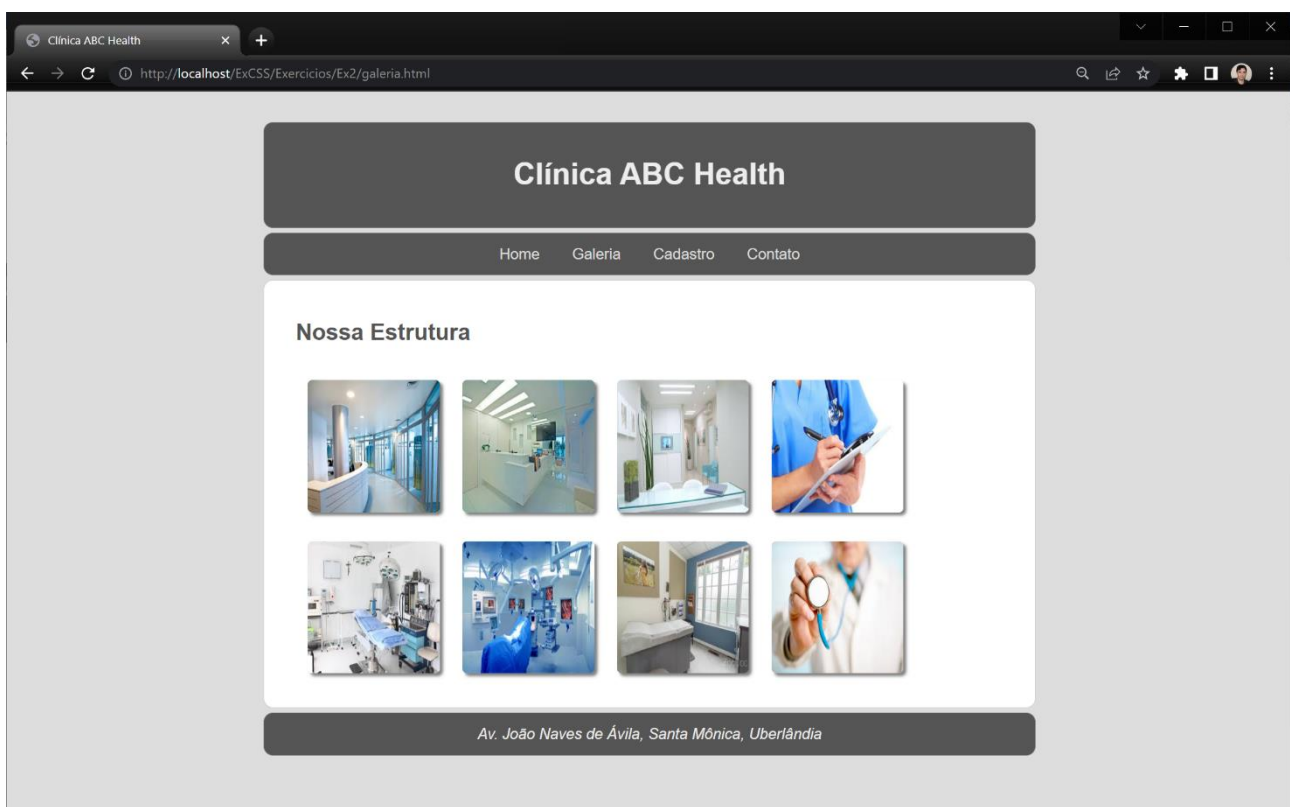 Clínica ABC Health
http://localhost/ExCSS/Exercicios/Ex2/galeria.html
Clínica ABC Health
Home Galeria Cadastro Contato
Nossa Estrutura
Av. João Naves de Ávila, Santa Mônica, Uberlândia